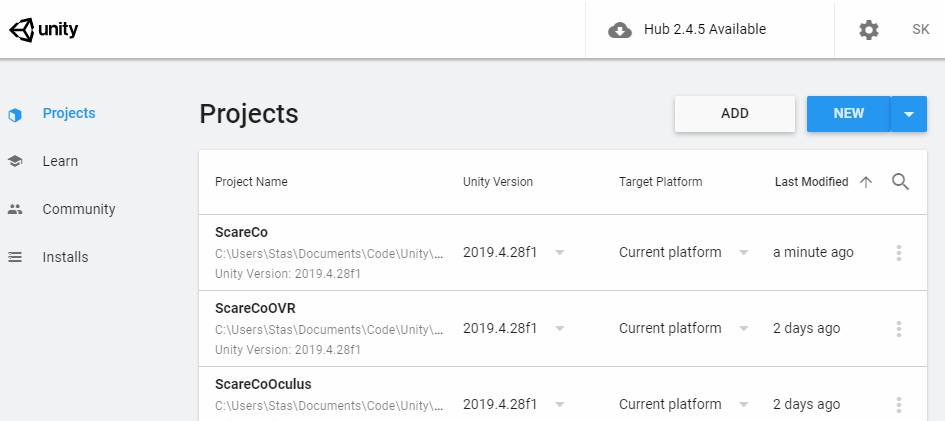 unity
Hub 2.4.5 Available
SK
Projects
Learn
Community
Installs
Projects
ADD
NEW
Project Name Unity Version Target Platform Last Modified
ScareCo
C:\Users\Stas\Documents\Code\Unity\...
Unity Version: 2019.4.28f1
2019.4.28f1 Current platform a minute ago
ScareCoOVR
C:\Users\Stas\Documents\Code\Unity\...
Unity Version: 2019.4.28f1
2019.4.28f1 Current platform 2 days ago
ScareCoOculus
C:\Users\Stas\Documents\Code\Unity\...
2019.4.28f1 Current platform 2 days ago